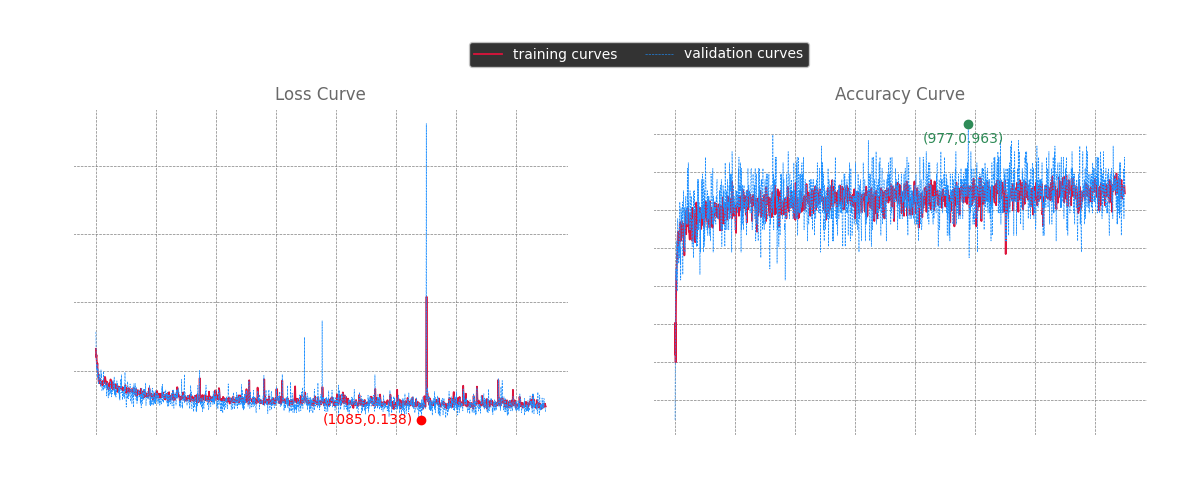 training curves
validation curves
Loss Curve
Accuracy Curve
(977,0.963)
(1085,0.138)